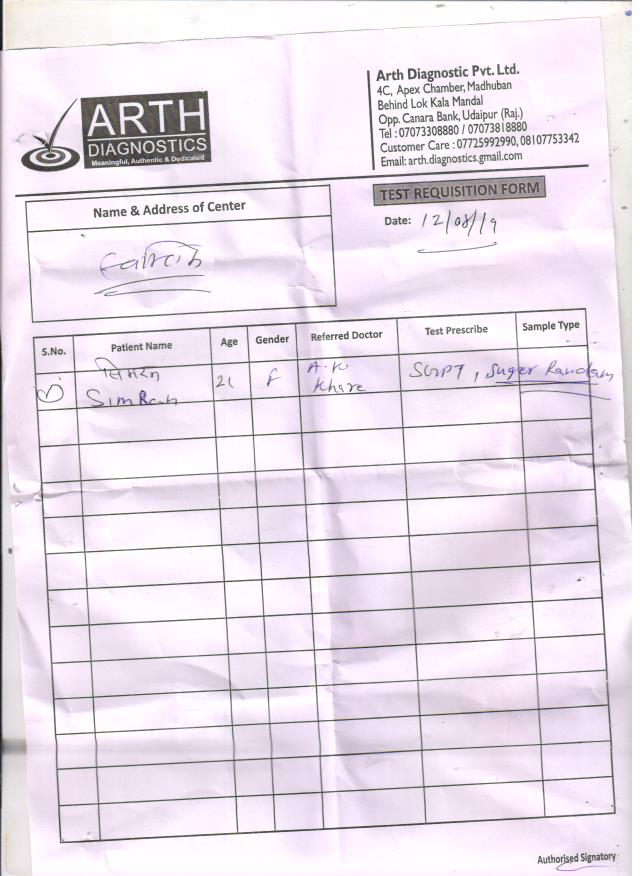 ARTH
DIAGNOSTICS
Meaningful, Authentic & Dedicated
Arth Diagnostic Pvt. Ltd.
4C, Apex Chamber, Madhuban
Behind Lok Kala Mandal
Opp. Canara Bank, Udaipur (Raj.)
Tel : 07073308880 / 07073818880
Customer Care : 07725992990, 08107753342
Email: arth.diagnostics.gmail.com
TEST REQUISITION FORM
Name & Address of Center
Date: 12/08/19
S.No. Patient Name Age Gender Referred Doctor Test Prescribe Sample Type
सिमरन
SimRan 21 F A.K. Khare SGPT, Suger Random
Authorised Signatory